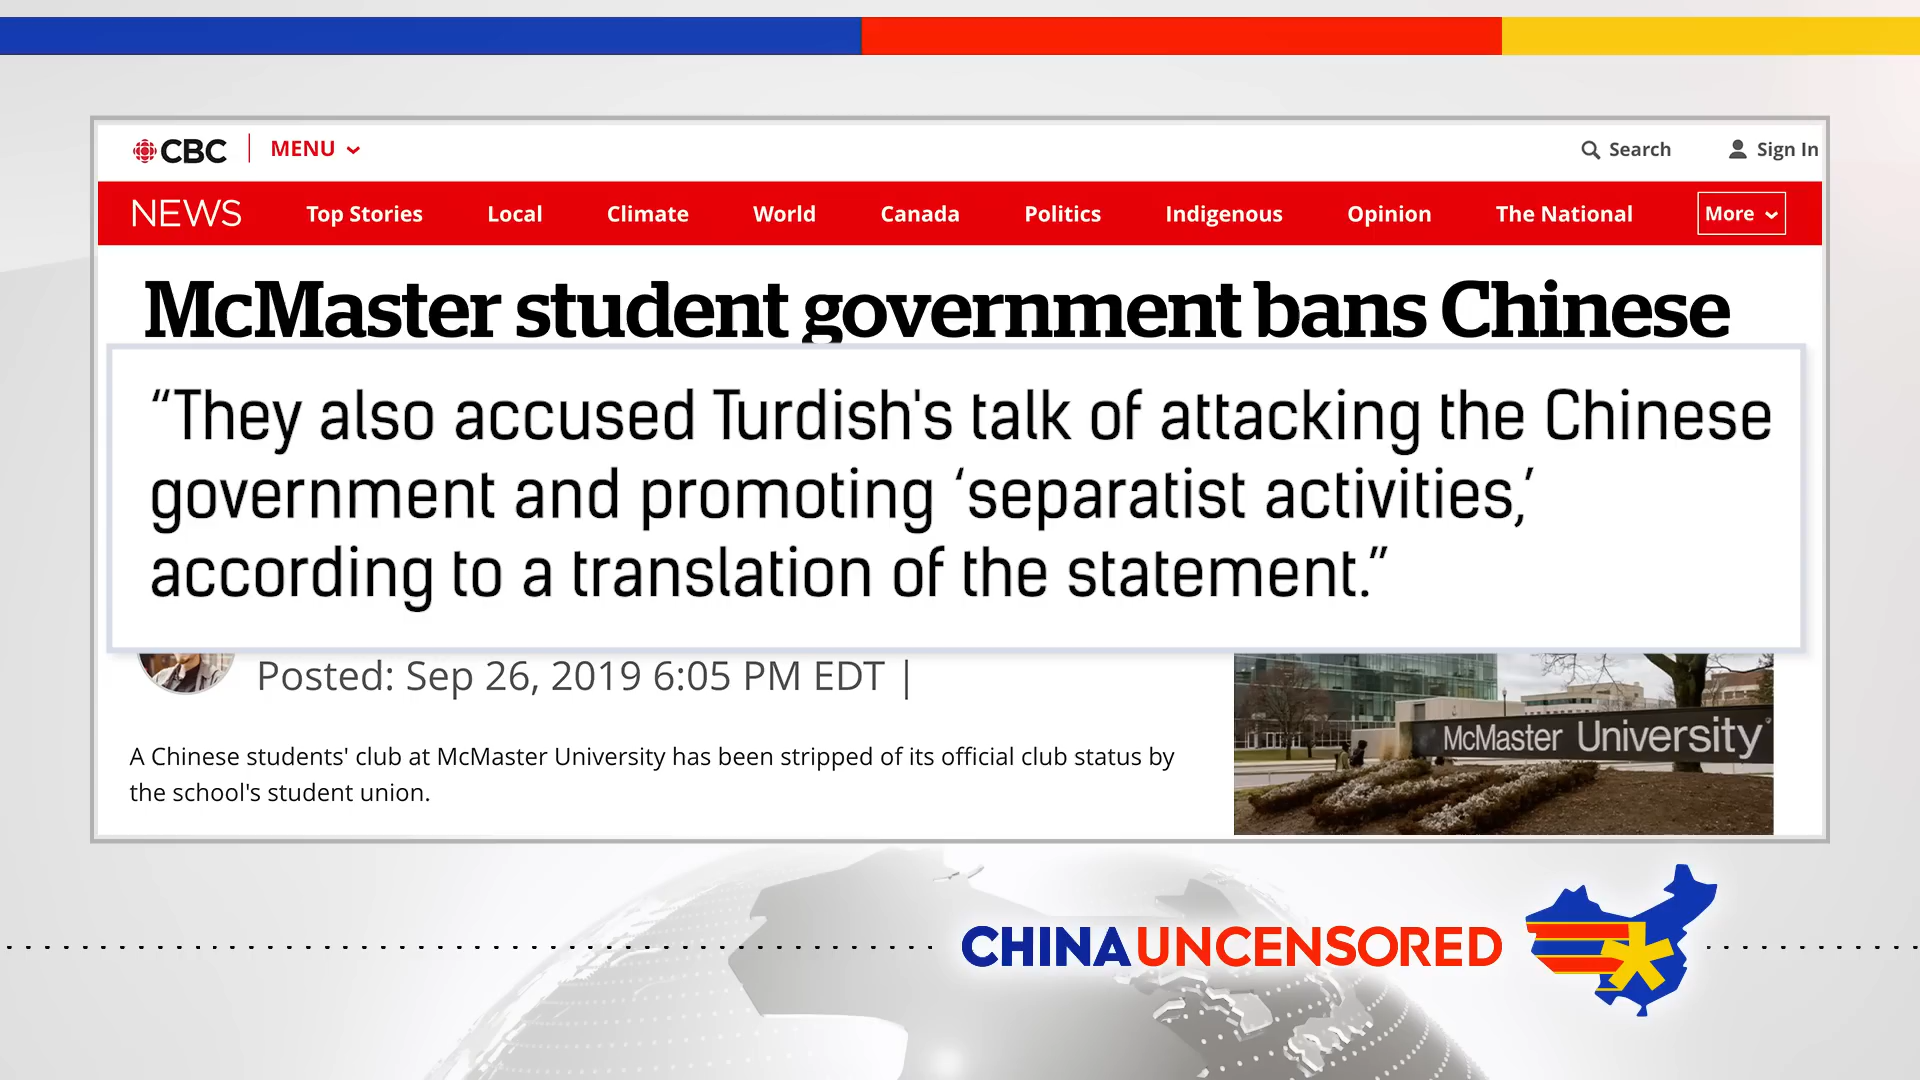 CBC MENU
Search Sign In
NEWS Top Stories Local Climate World Canada Politics Indigenous Opinion The National More
McMaster student government bans Chinese
“They also accused Turdish's talk of attacking the Chinese
government and promoting ‘separatist activities,’
according to a translation of the statement.”
Posted: Sep 26, 2019 6:05 PM EDT |
McMaster University
A Chinese students' club at McMaster University has been stripped of its official club status by
the school's student union.
CHINA UNCENSORED